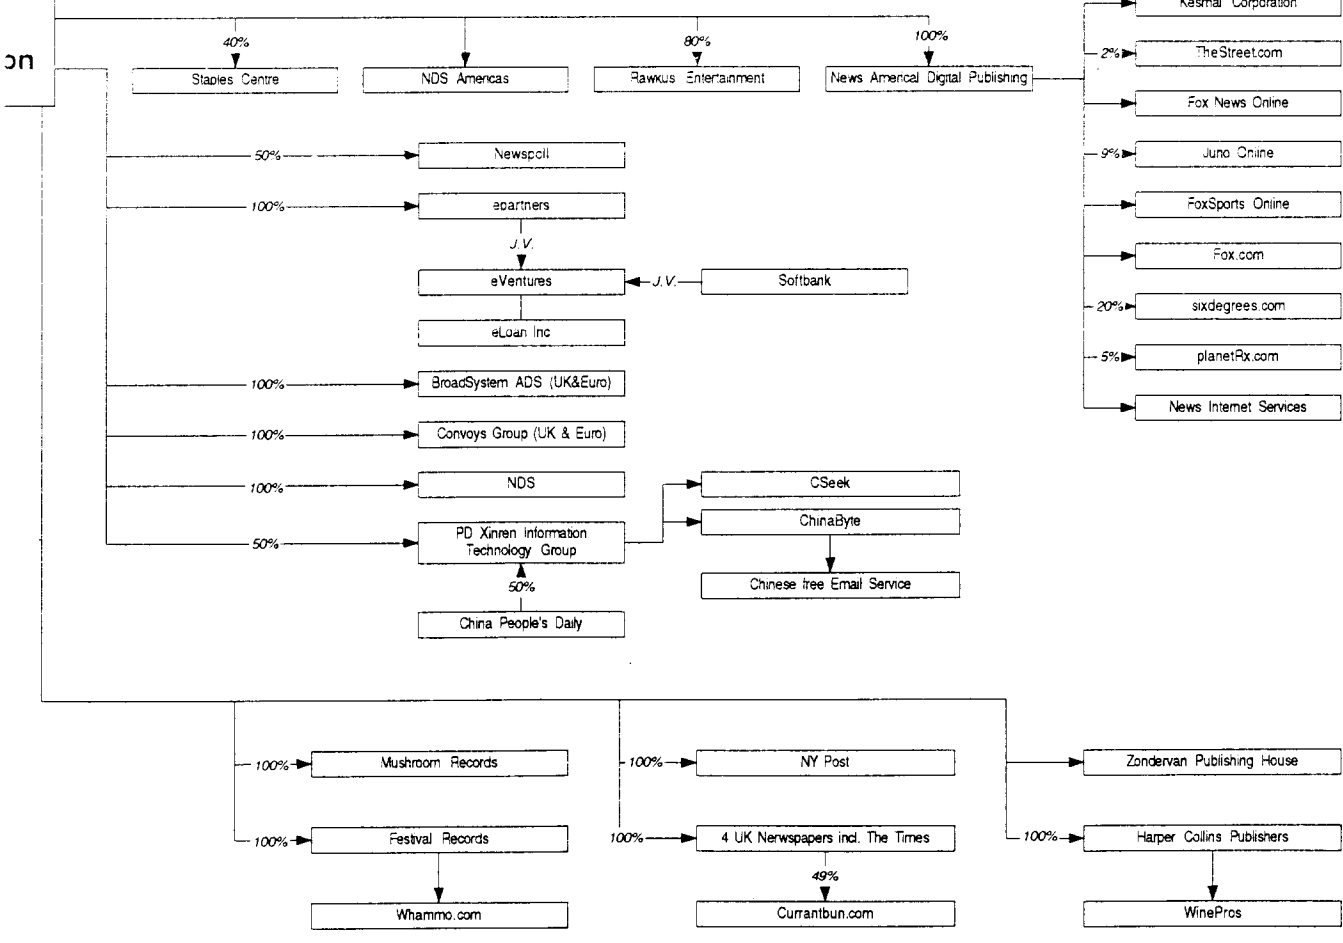 on
Kesmai Corporation
40%
80%
100%
Staples Centre
NDS Americas
Rawkus Entertainment
News Americal Digital Publishing
2%
TheStreet.com
Fox News Online
50%
Newspoll
9%
Juno Online
100%
epartners
FoxSports Online
J.V.
Fox.com
eVentures
J.V.
Softbank
20%
sixdegrees.com
eLoan Inc
5%
planetRx.com
100%
BroadSystem ADS (UK&Euro)
News Internet Services
100%
Convoys Group (UK & Euro)
100%
NDS
CSeek
50%
PD Xinren Information
Technology Group
ChinaByte
50%
Chinese free Email Service
China People's Daily
100%
Mushroom Records
100%
NY Post
Zondervan Publishing House
100%
Festival Records
100%
4 UK Nerwspapers incl. The Times
100%
Harper Collins Publishers
49%
Whammo.com
Currantbun.com
WinePros